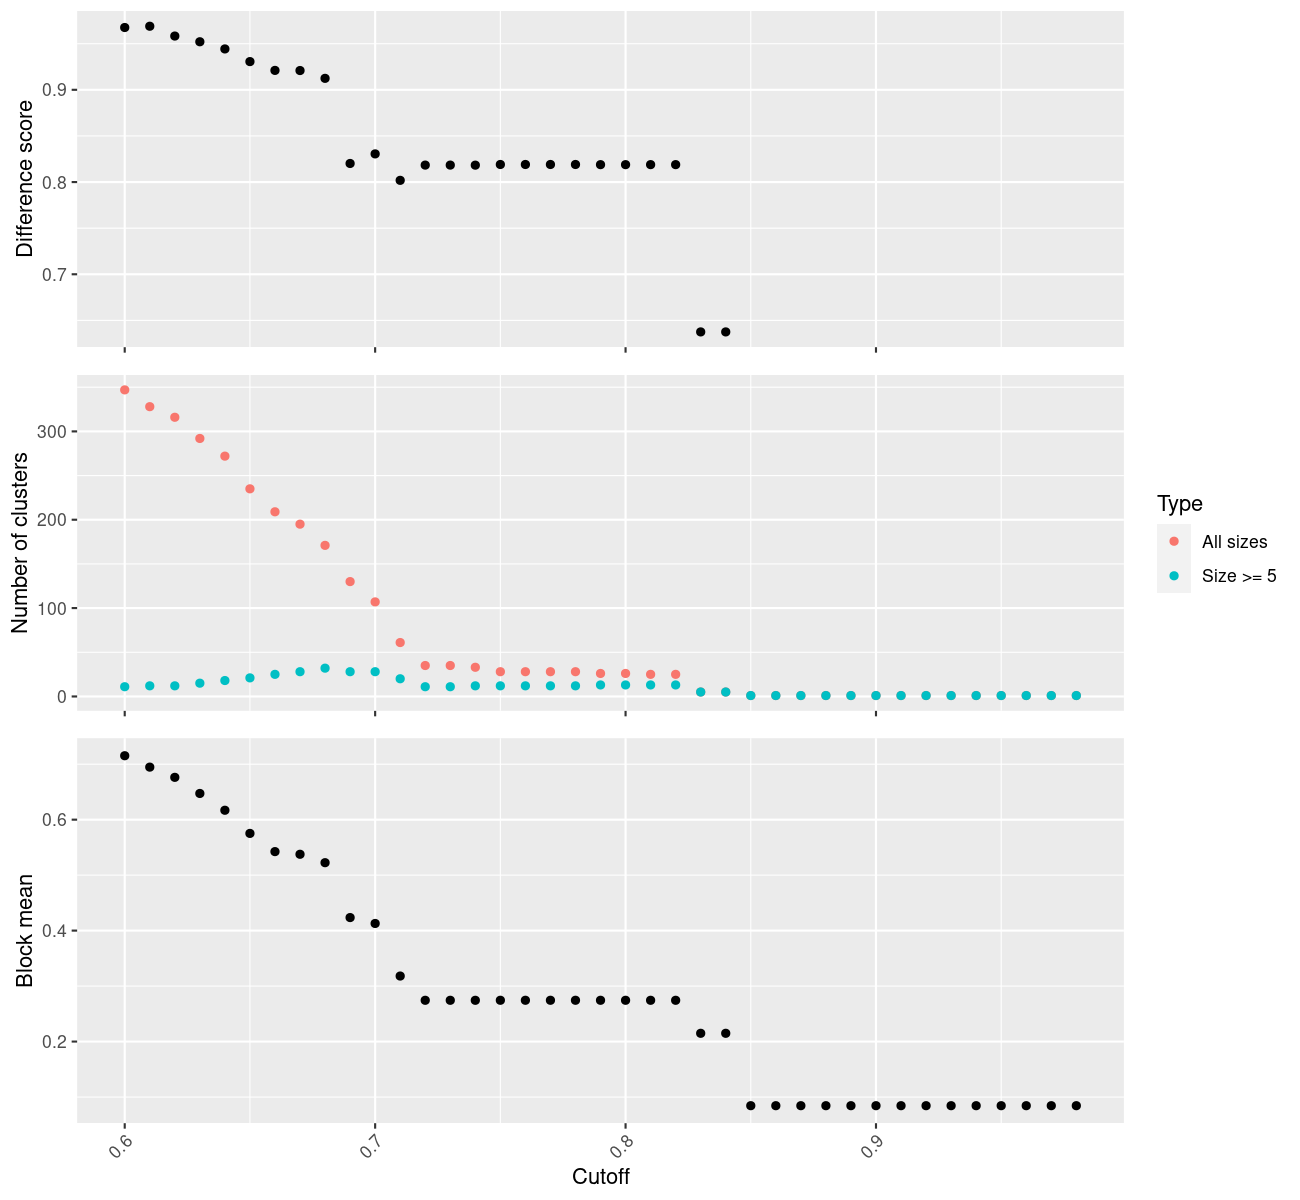 Difference score
0.9
0.8
0.7
Number of clusters
300
200
100
0
Type
All sizes
Size >= 5
Block mean
0.6
0.4
0.2
0.6
0.7
0.8
0.9
Cutoff